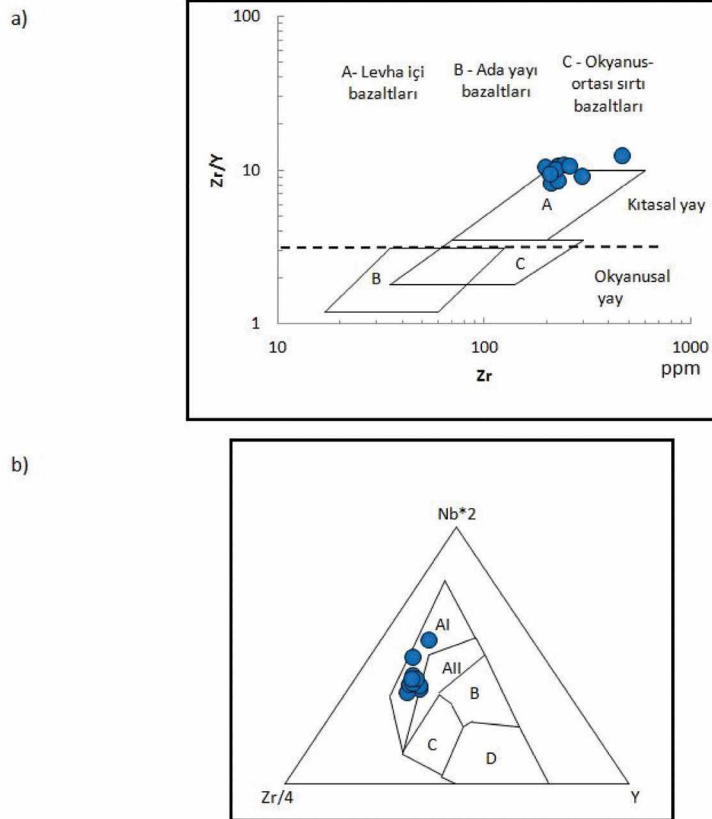 a)
100
A- Levha içi
bazaltları
B - Ada yayı
bazaltları
C - Okyanus-
ortası sırtı
bazaltları
Zr/Y
10
A
Kıtasal yay
C
B
Okyanusal
yay
1
10
100
1000
Zr
ppm
b)
Nb*2
AI
AII
B
C
D
Zr/4
Y